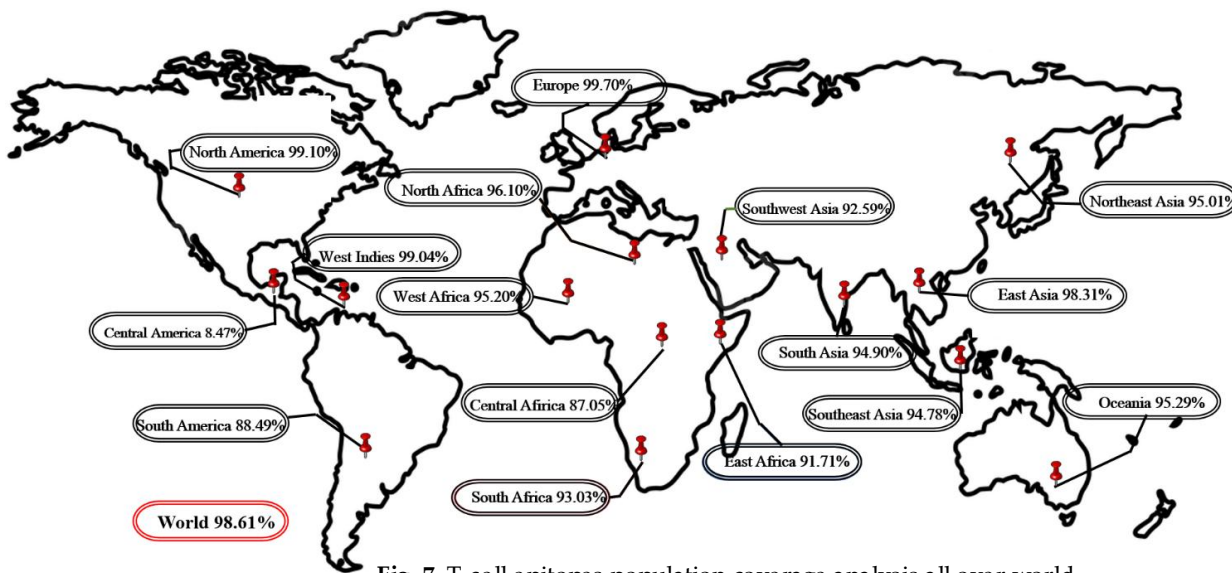 Europe 99.70%
North America 99.10%
North Africa 96.10%
Southwest Asia 92.59%
Northeast Asia 95.01%
West Indies 99.04%
West Africa 95.20%
East Asia 98.31%
Central America 8.47%
South Asia 94.90%
Central Afirica 87.05%
Southeast Asia 94.78%
Oceania 95.29%
South America 88.49%
East Africa 91.71%
South Africa 93.03%
World 98.61%
Fig. 7. T-cell epitopes population coverage analysis all over world